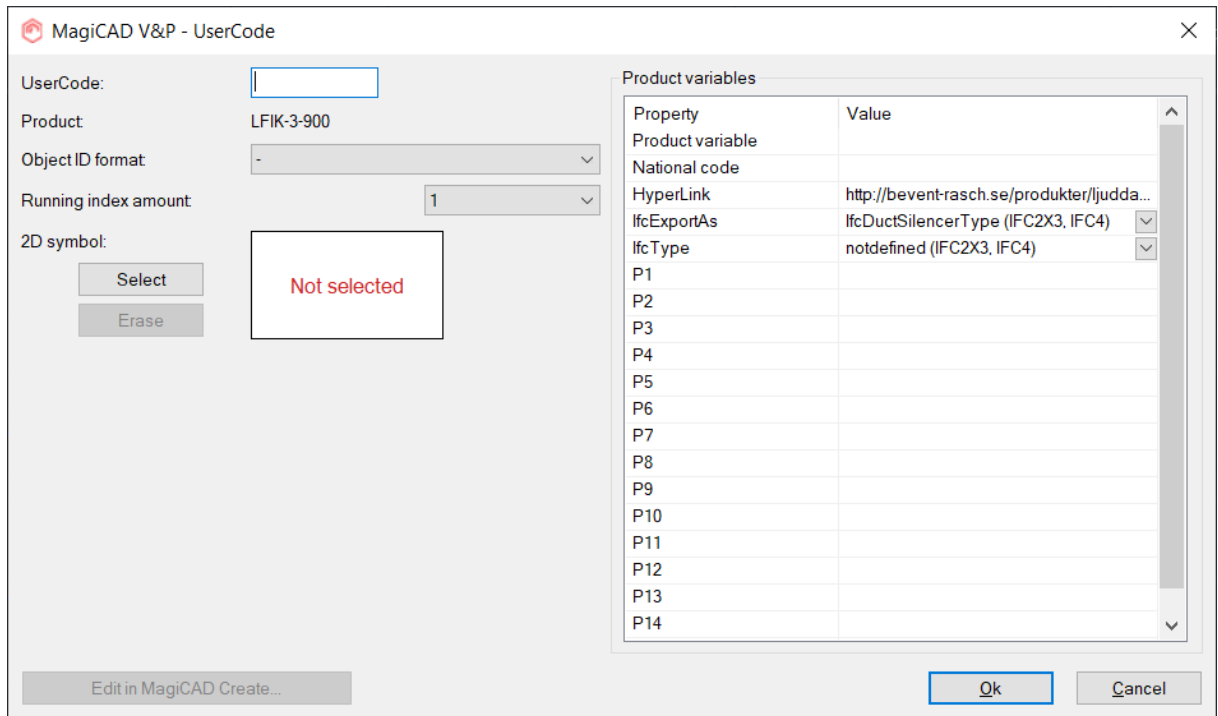 MagiCAD V&P - UserCode
UserCode:
Product:
LFIK-3-900
Object ID format:
-
Running index amount:
1
2D symbol:
Select
Erase
Not selected
Product variables
Property Value
Product variable
National code
HyperLink http://bevent-rasch.se/produkter/ljudda...
IfcExportAs IfcDuctSilencerType (IFC2X3, IFC4)
IfcType notdefined (IFC2X3, IFC4)
P1
P2
P3
P4
P5
P6
P7
P8
P9
P10
P11
P12
P13
P14
Edit in MagiCAD Create...
Ok
Cancel